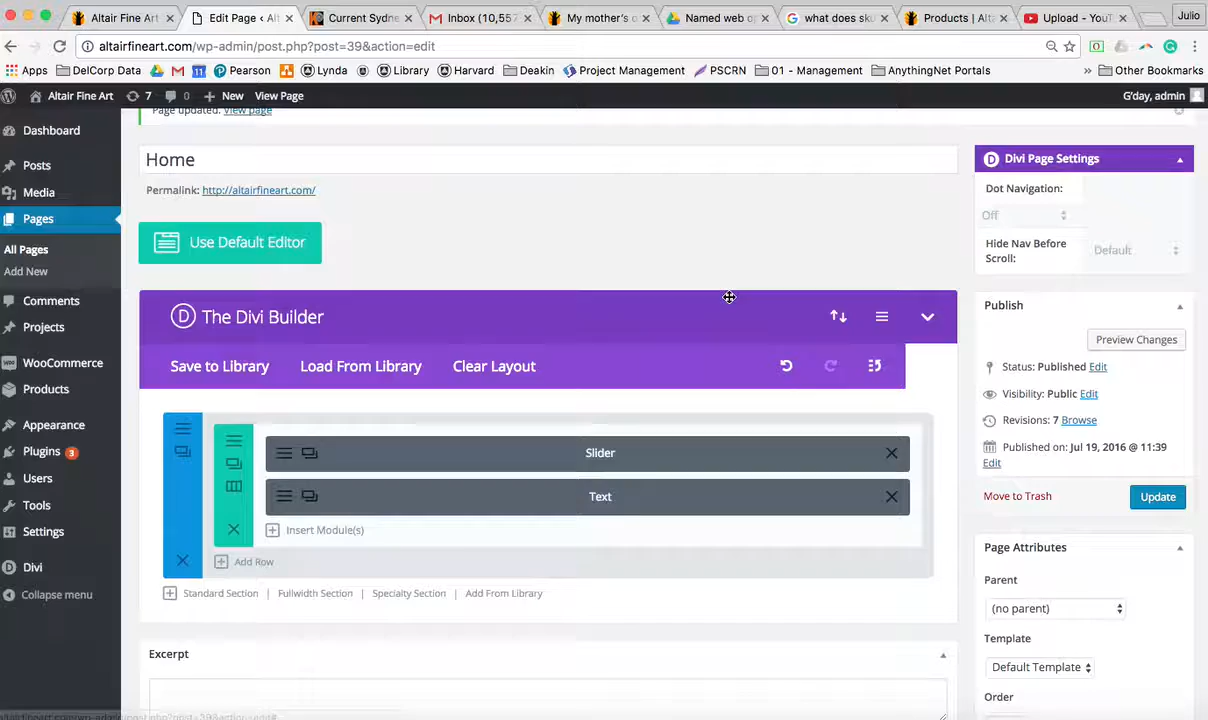 Altair Fine Art
Edit Page ‹ Al
Current Sydne
Inbox (10,557
My mother's o
Named web o
what does sku
Products | Alt
Upload - YouT
Julio
altairfineart.com/wp-admin/post.php?post=39&action=edit
Apps
DelCorp Data
Pearson
Lynda
Library
Harvard
Deakin
Project Management
PSCRN
01 - Management
AnythingNet Portals
»
Other Bookmarks
Altair Fine Art
7
0
New
View Page
G'day, admin
Page updated. View page
Dashboard
Posts
Media
Pages
All Pages
Add New
Comments
Projects
WooCommerce
Products
Appearance
Plugins 3
Users
Tools
Settings
Divi
Collapse menu
Home
Permalink: http://altairfineart.com/
Use Default Editor
D The Divi Builder
Save to Library
Load From Library
Clear Layout
Slider
Text
Insert Module(s)
Add Row
Standard Section | Fullwidth Section | Specialty Section | Add From Library
Excerpt
D Divi Page Settings
Dot Navigation:
Off
Hide Nav Before
Scroll:
Default
Publish
Preview Changes
Status: Published Edit
Visibility: Public Edit
Revisions: 7 Browse
Published on: Jul 19, 2016 @ 11:39
Edit
Move to Trash
Update
Page Attributes
Parent
(no parent)
Template
Default Template
Order